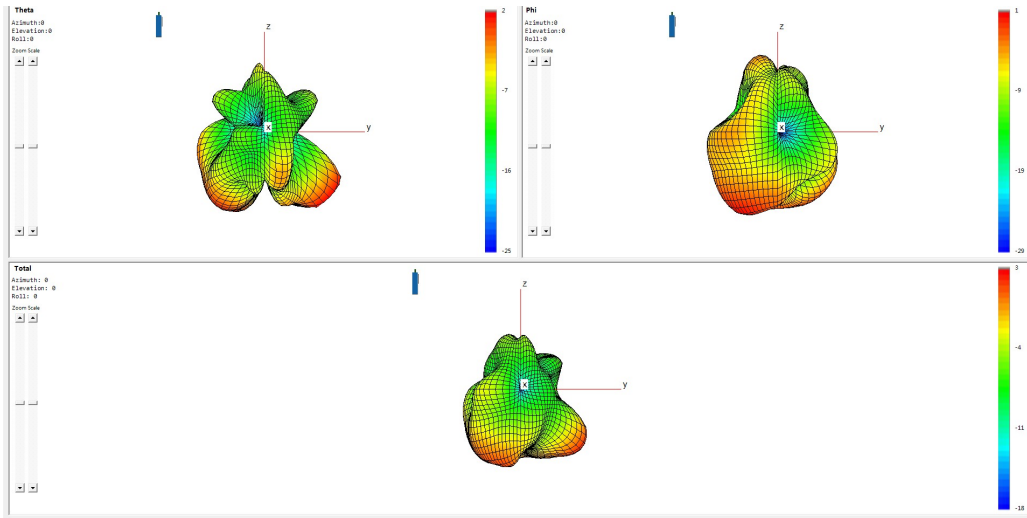 Theta
Azimuth:0
Elevation:0
Roll:0
Zoom Scale
z
x
y
2
-7
-16
-25
Phi
Azimuth:0
Elevation:0
Roll:0
Zoom Scale
z
x
y
1
-9
-19
-29
Total
Azimuth: 0
Elevation: 0
Roll: 0
Zoom Scale
z
x
y
3
-4
-11
-18